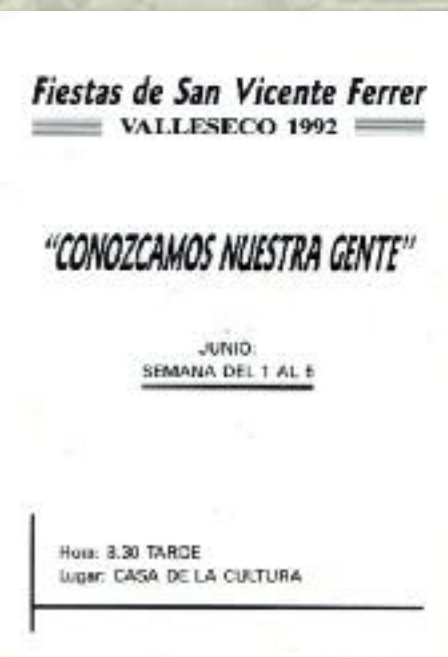 Fiestas de San Vicente Ferrer
VALLESECO 1992
"CONOZCAMOS NUESTRA GENTE"
JUNIO:
SEMANA DEL 1 AL
Hora: 8.30 TARDE
Lugar: CASA DE LA CULTURA